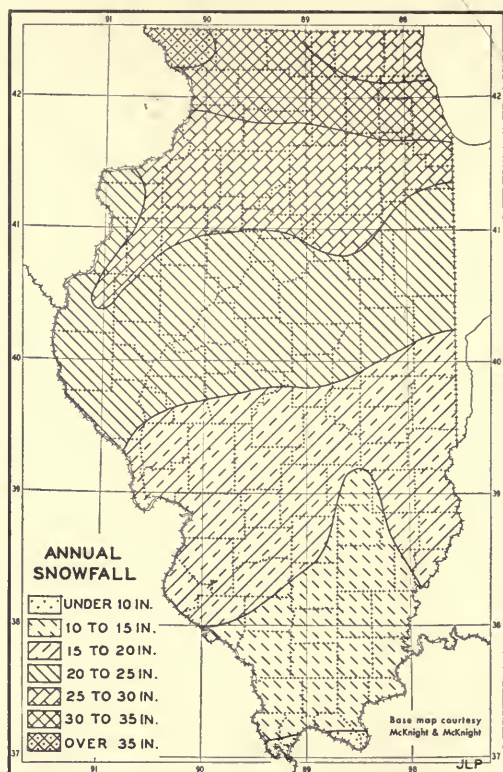 91 90 89 88
42 42
41 41
40 40
39 39
38 38
37 37
91 90 89 88
ANNUAL
SNOWFALL
UNDER 10 IN.
10 TO 15 IN.
15 TO 20 IN.
20 TO 25 IN.
25 TO 30 IN.
30 TO 35 IN.
OVER 35 IN.
Base map courtesy
McKnight & McKnight
JLP